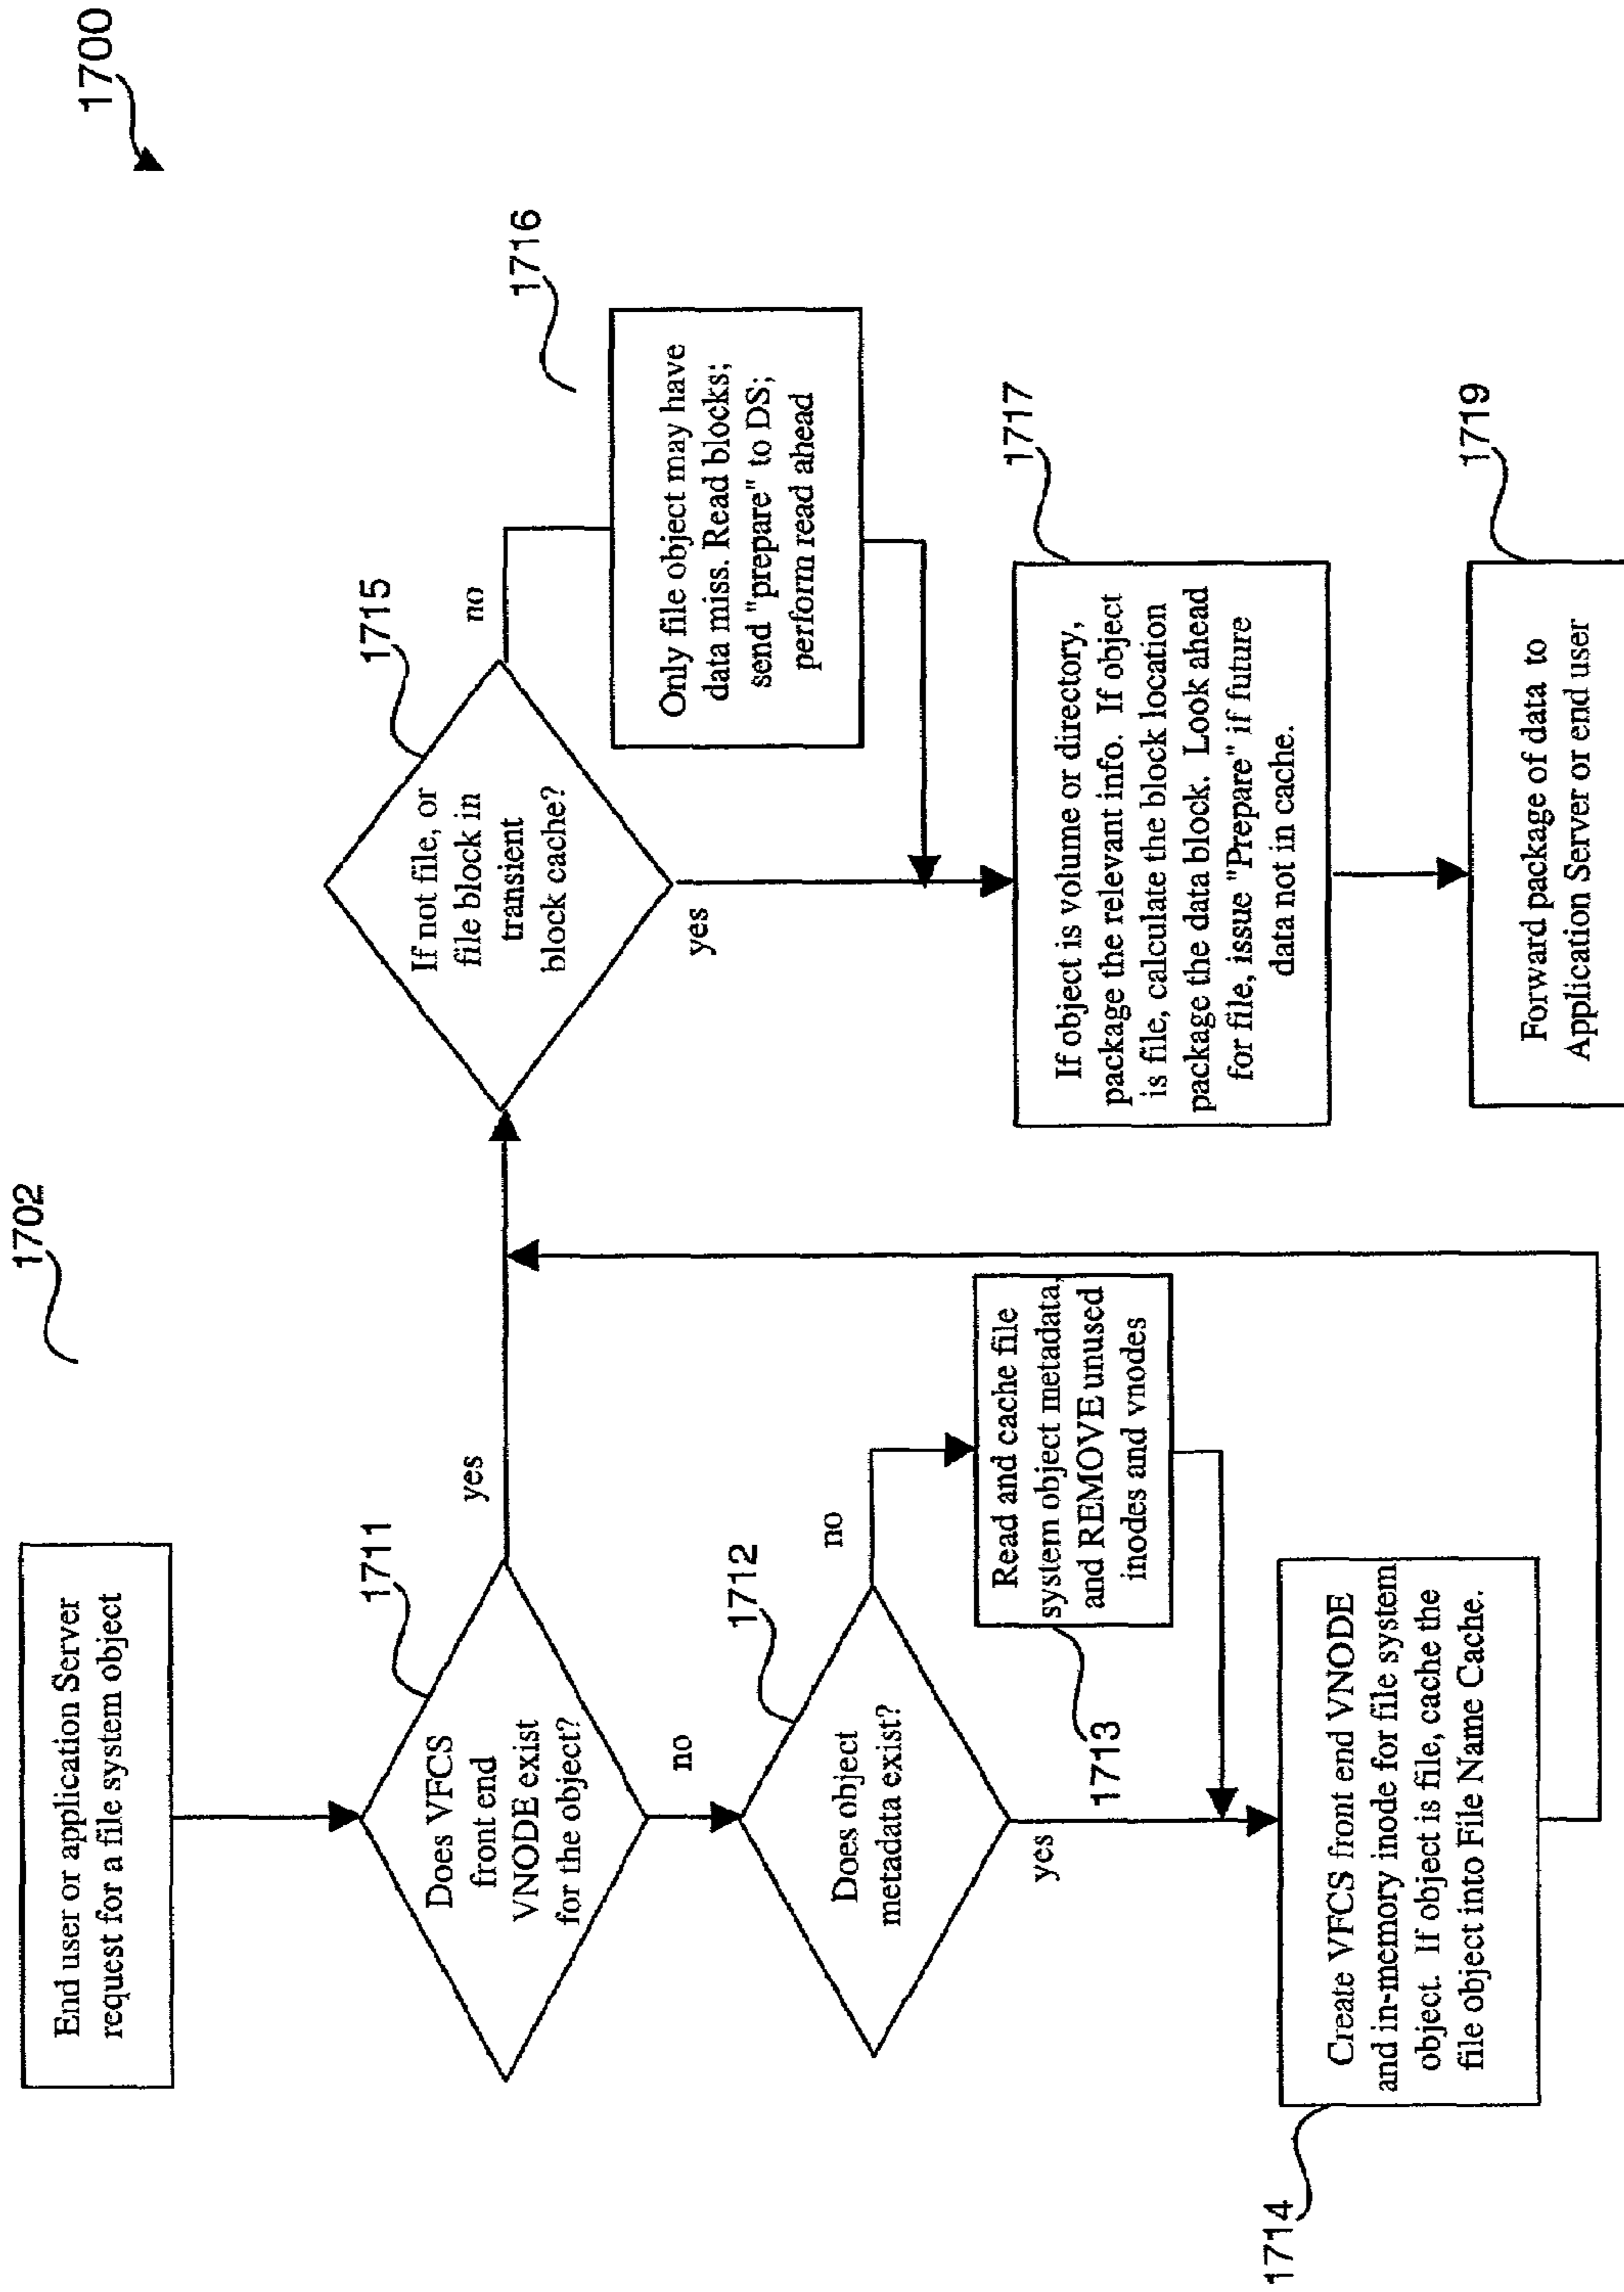 1700
1702
End user or application Server
request for a file system object
1711
Does VFCS
front end
VNODE exist
for the object?
yes
no
1712
Does object
metadata exist?
no
yes
Read and cache file
system object metadata,
and REMOVE unused
inodes and vnodes
1713
Create VFCS front end VNODE
and in-memory inode for file system
object. If object is file, cache the
file object into File Name Cache.
1714
1715
If not file, or
file block in
transient
block cache?
no
yes
1716
Only file object may have
data miss. Read blocks;
send "prepare" to DS;
perform read ahead
1717
If object is volume or directory,
package the relevant info. If object
is file, calculate the block location
package the data block. Look ahead
for file, issue "Prepare" if future
data not in cache.
1719
Forward package of data to
Application Server or end user